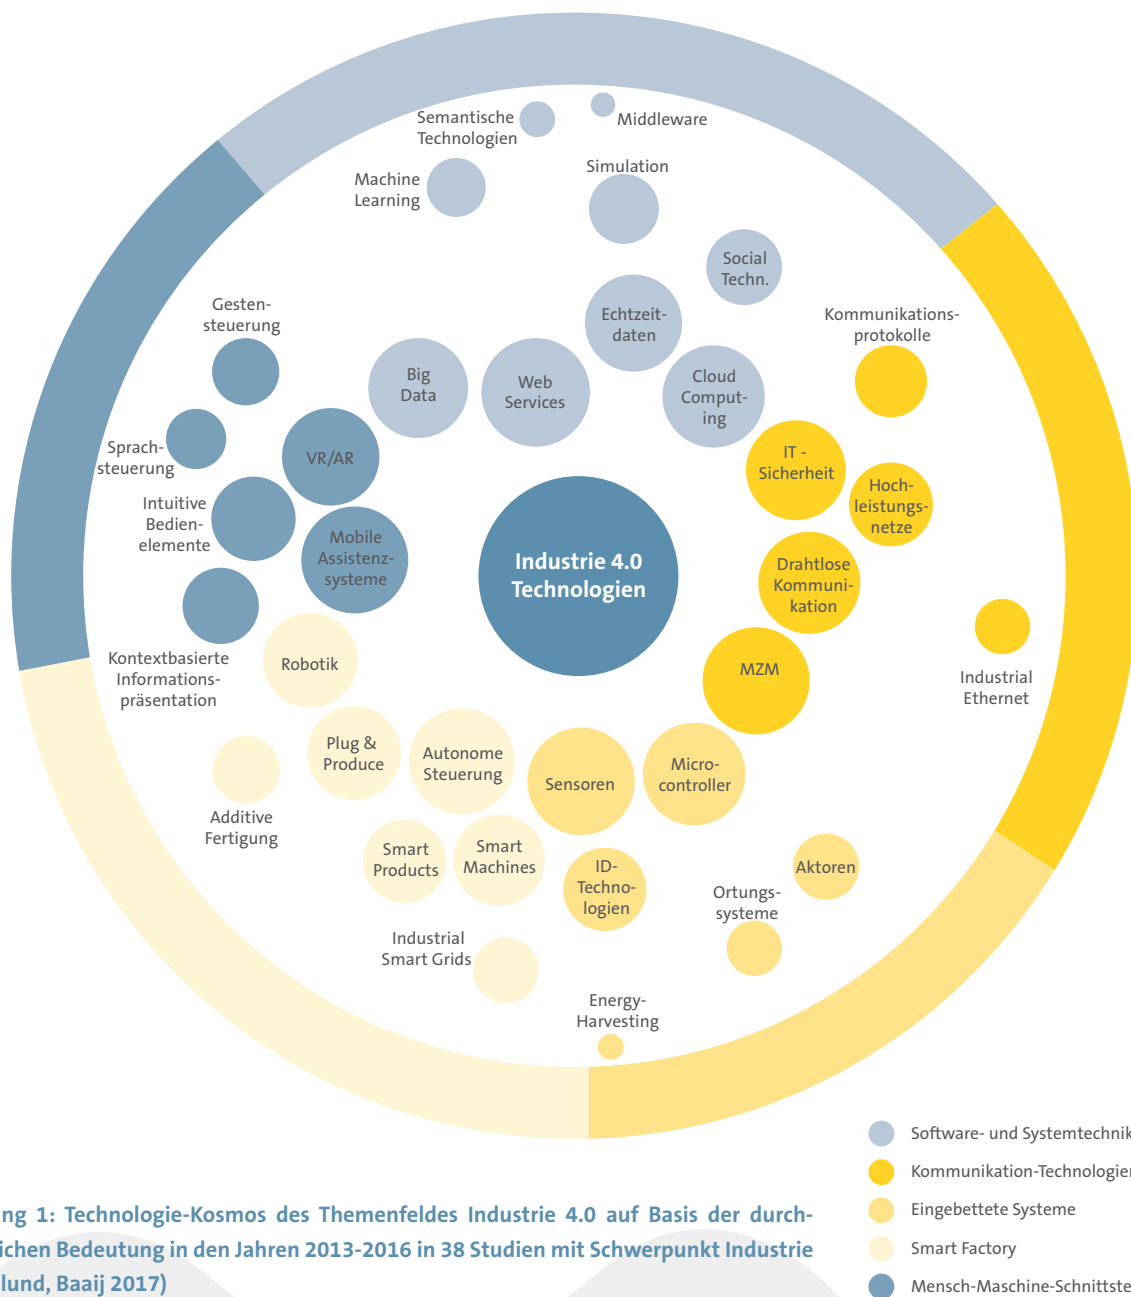 Semantische
Technologien
Middleware
Machine
Learning
Simulation
Social
Techn.
Gesten-
steuerung
Echtzeit-
daten
Kommunikations-
protokolle
Big
Data
Web
Services
Cloud
Comput-
ing
Sprach-
steuerung
VR/AR
IT -
Sicherheit
Hoch-
leistungs-
netze
Intuitive
Bedien-
elemente
Mobile
Assistenz-
systeme
Industrie 4.0
Technologien
Drahtlose
Kommuni-
kation
Kontextbasierte
Informations-
präsentation
Robotik
MZM
Industrial
Ethernet
Plug &
Produce
Autonome
Steuerung
Sensoren
Micro-
controller
Additive
Fertigung
Smart
Products
Smart
Machines
ID-
Techno-
logien
Aktoren
Ortungs-
systeme
Industrial
Smart Grids
Energy-
Harvesting
Software- und Systemtechnik
Kommunikation-Technologien
Eingebettete Systeme
Smart Factory
Mensch-Maschine-Schnittste
ng 1: Technologie-Kosmos des Themenfeldes Industrie 4.0 auf Basis der durch-
lichen Bedeutung in den Jahren 2013-2016 in 38 Studien mit Schwerpunkt Industrie
lund, Baaij 2017)